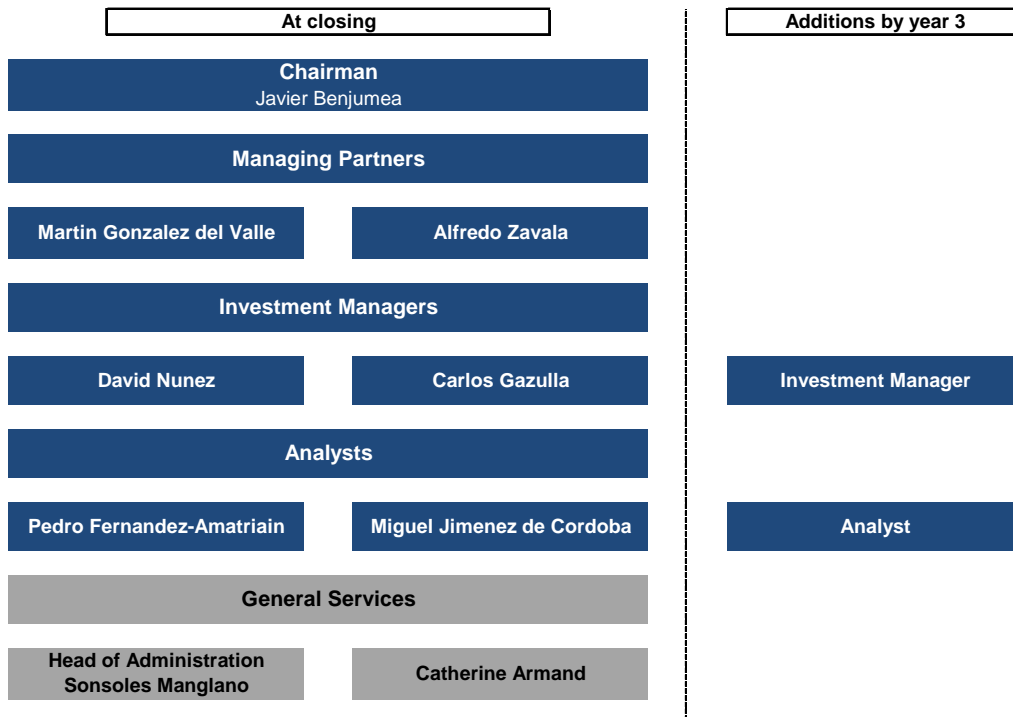 At closing
Additions by year 3
Chairman
Javier Benjumea
Managing Partners
Martin Gonzalez del Valle
Alfredo Zavala
Investment Managers
David Nunez
Carlos Gazulla
Investment Manager
Analysts
Pedro Fernandez-Amatriain
Miguel Jimenez de Cordoba
Analyst
General Services
Head of Administration
Sonsoles Manglano
Catherine Armand